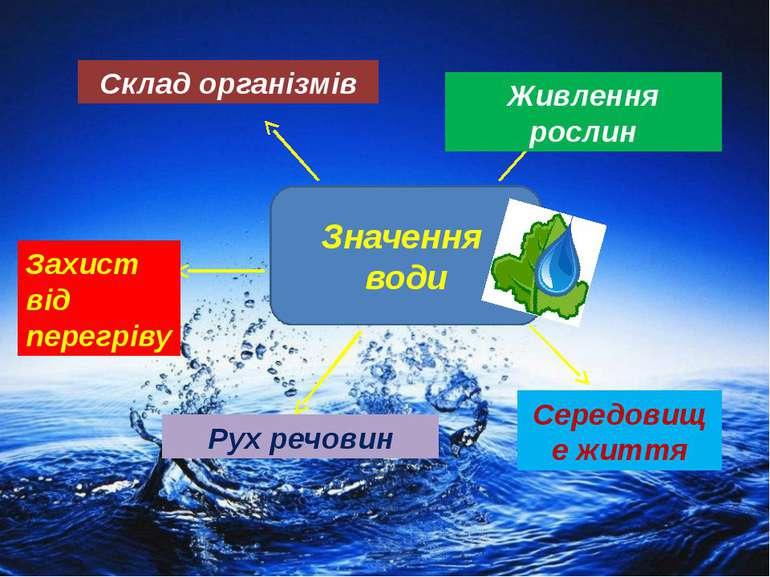 Склад організмів
Живлення
рослин
Значення
води
Захист
від
перегріву
Рух речовин
Середовищ
е життя